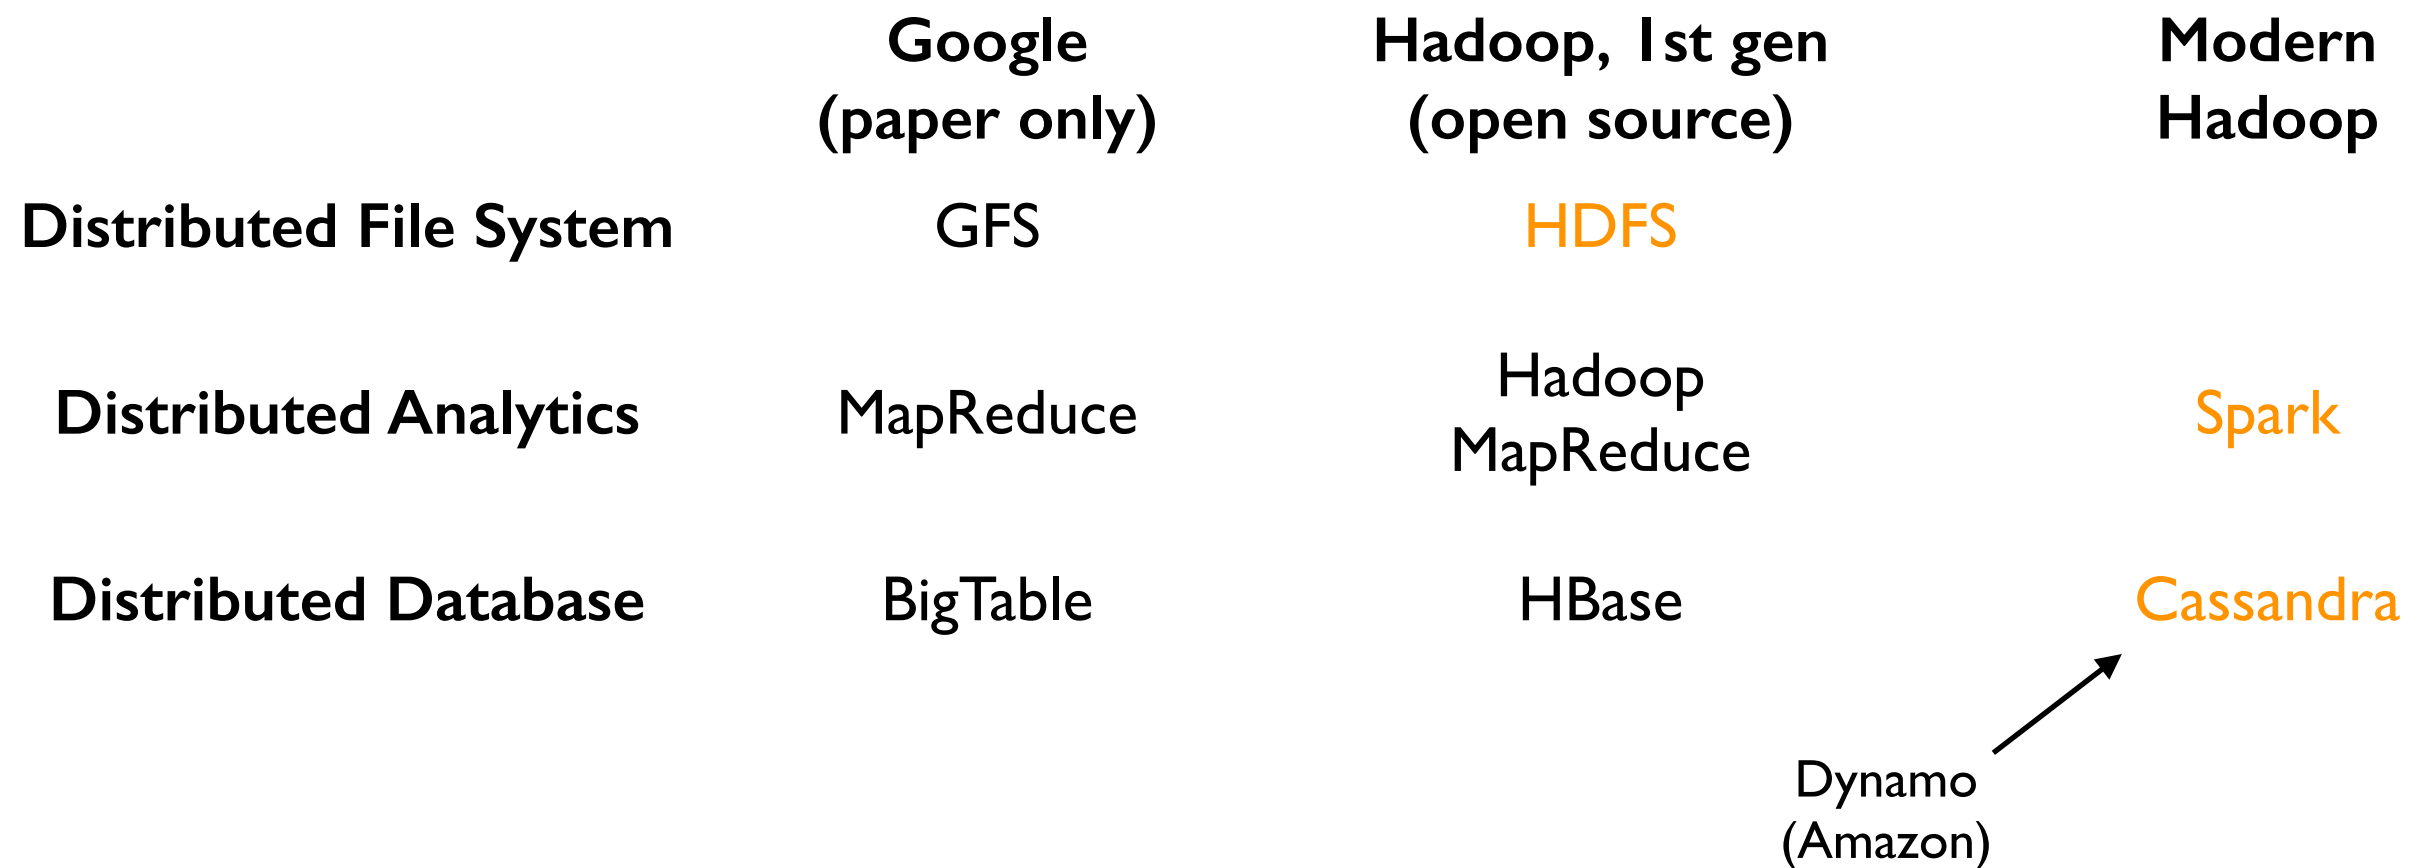 Google
(paper only)
Hadoop, 1st gen
(open source)
Modern
Hadoop
Distributed File System
GFS
HDFS
Distributed Analytics
MapReduce
Hadoop
MapReduce
Spark
Distributed Database
BigTable
HBase
Cassandra
Dynamo
(Amazon)